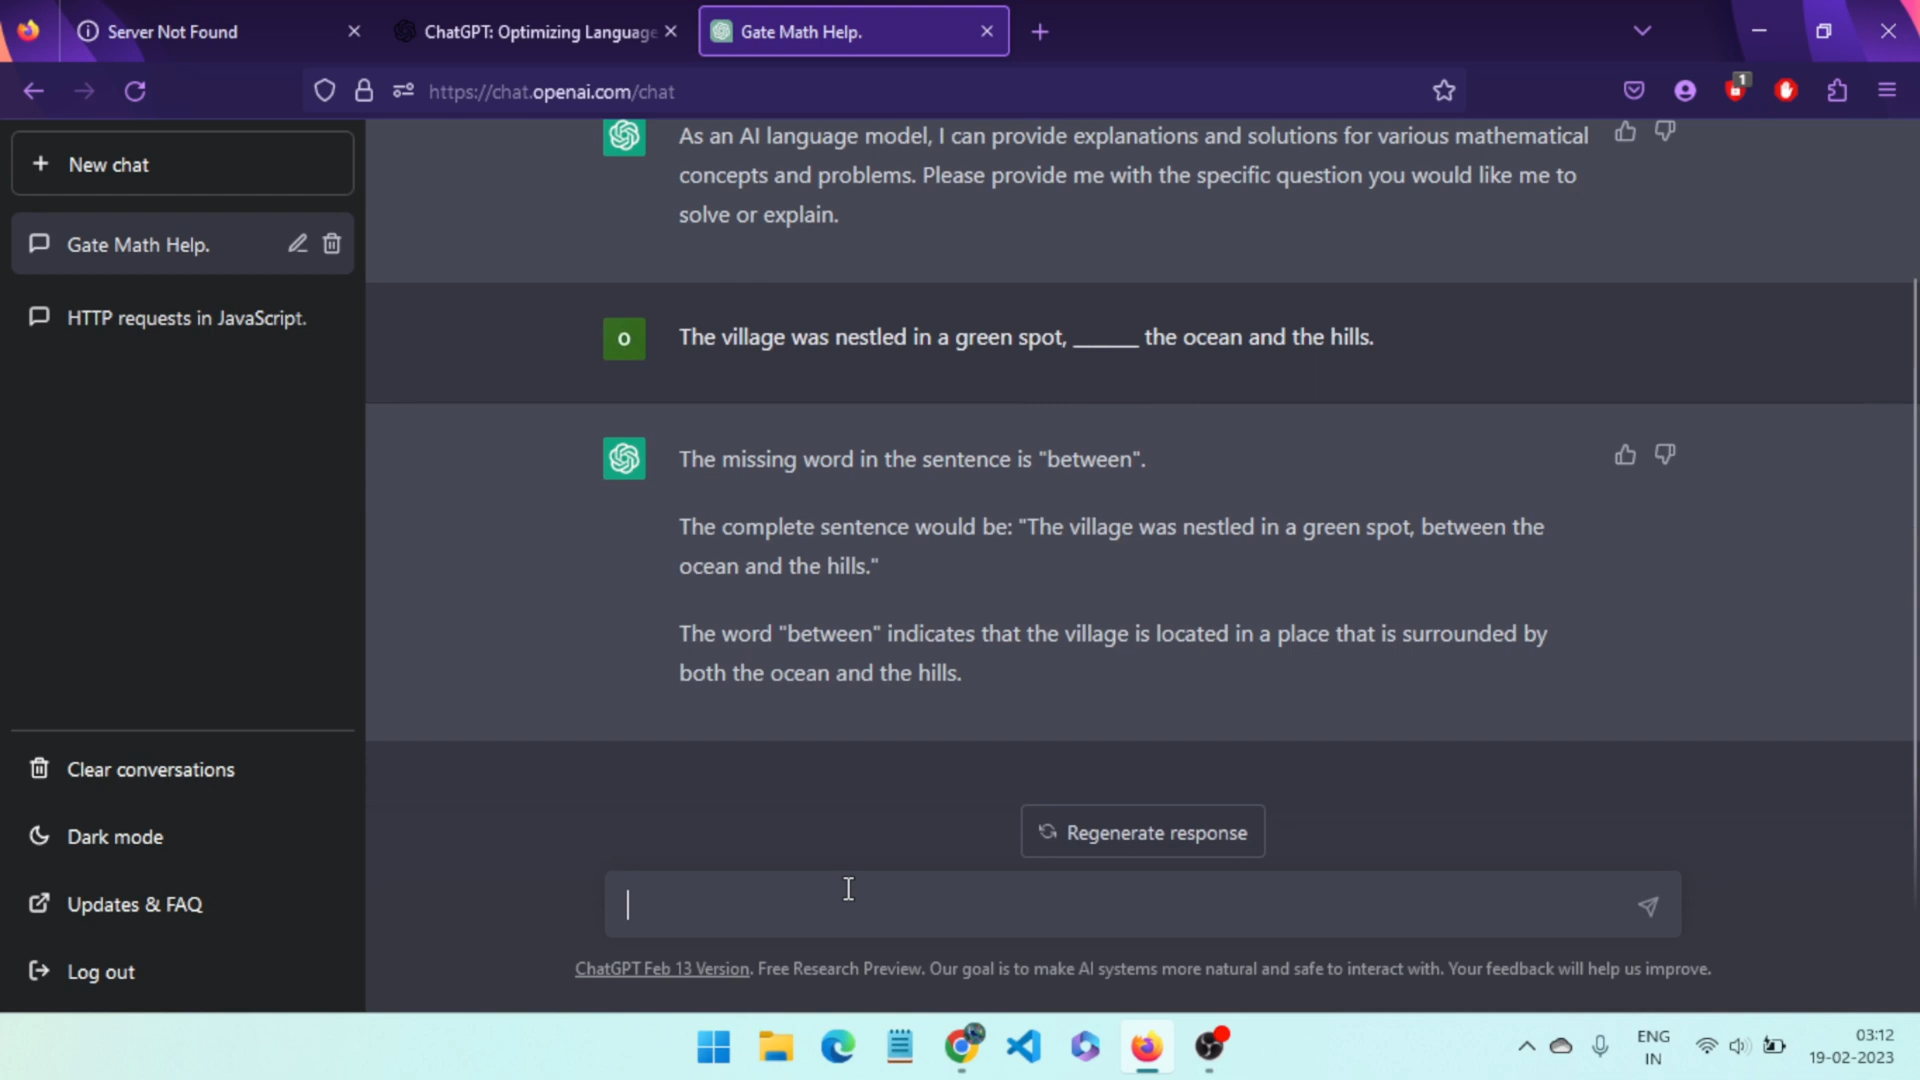 Server Not Found
ChatGPT: Optimizing Language
Gate Math Help.
https://chat.openai.com/chat
1
New chat
Gate Math Help.
HTTP requests in JavaScript.
Clear conversations
Dark mode
Updates & FAQ
Log out
As an AI language model, I can provide explanations and solutions for various mathematical
concepts and problems. Please provide me with the specific question you would like me to
solve or explain.
O
The village was nestled in a green spot, ______ the ocean and the hills.
The missing word in the sentence is "between".
The complete sentence would be: "The village was nestled in a green spot, between the
ocean and the hills."
The word "between" indicates that the village is located in a place that is surrounded by
both the ocean and the hills.
Regenerate response
ChatGPT Feb 13 Version. Free Research Preview. Our goal is to make AI systems more natural and safe to interact with. Your feedback will help us improve.
ENG
IN
03:12
19-02-2023